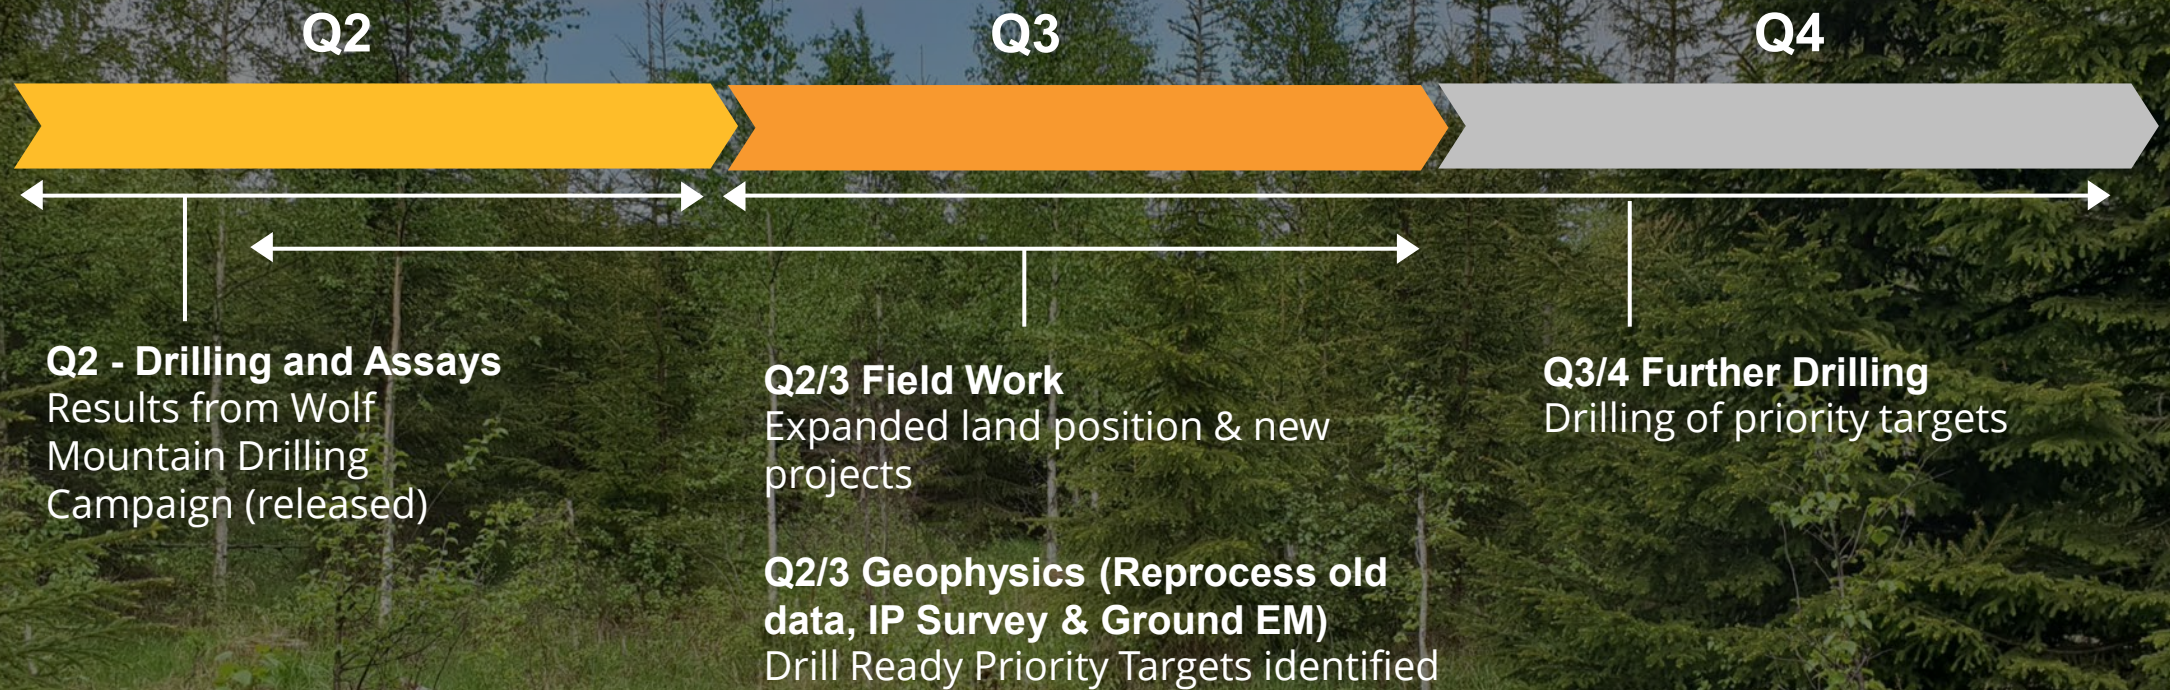 Q2
Q3
Q4
Q2 - Drilling and Assays
Results from Wolf
Mountain Drilling
Campaign (released)
Q2/3 Field Work
Expanded land position & new
projects
Q2/3 Geophysics (Reprocess old
data, IP Survey & Ground EM)
Drill Ready Priority Targets identified
Q3/4 Further Drilling
Drilling of priority targets